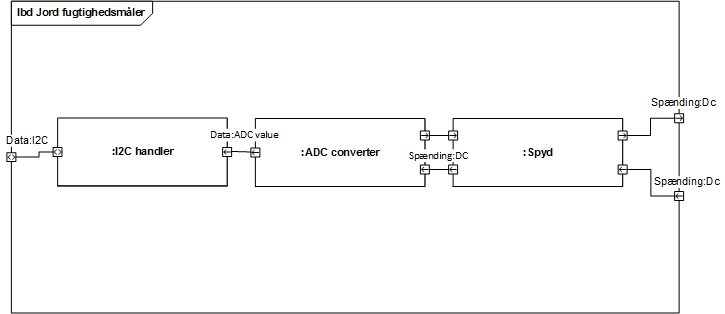 Ibd Jord fugtighedsmåler
Spænding:Dc
Data:I2C
Data:ADC value
:I2C handler
:ADC converter
Spænding:DC
:Spyd
Spænding:Dc